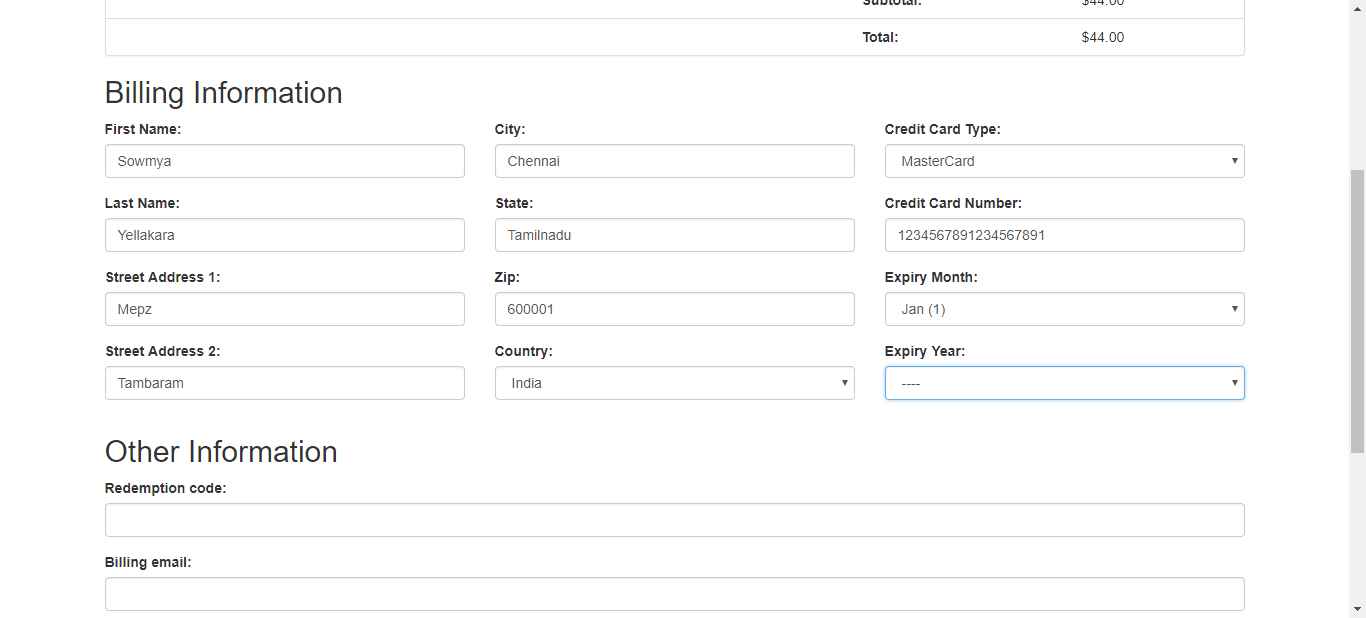 Subtotal: $44.00
Total: $44.00
Billing Information
First Name: City: Credit Card Type:
Sowmya Chennai MasterCard
Last Name: State: Credit Card Number:
Yellakara Tamilnadu 1234567891234567891
Street Address 1: Zip: Expiry Month:
Mepz 600001 Jan (1)
Street Address 2: Country: Expiry Year:
Tambaram India ----
Other Information
Redemption code:
Billing email: